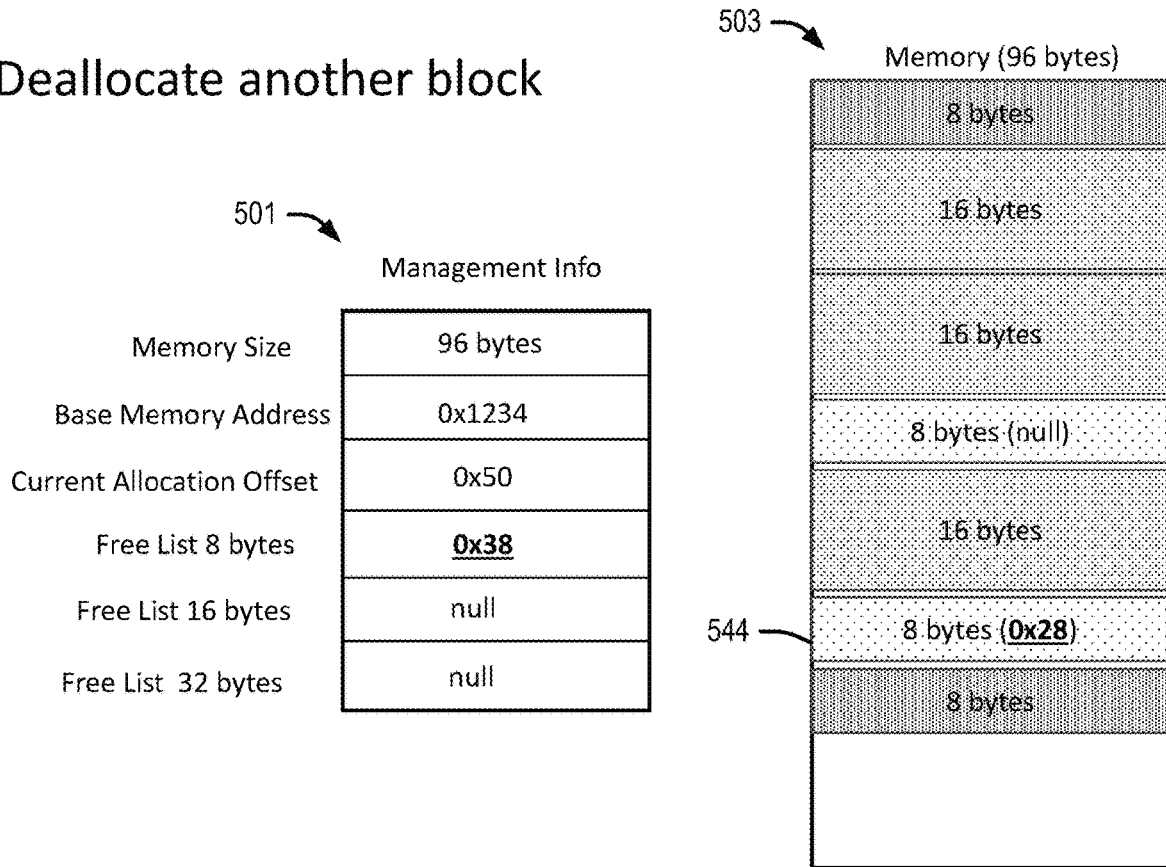 Deallocate another block
501
Management Info
Memory Size 96 bytes
Base Memory Address 0x1234
Current Allocation Offset 0x50
Free List 8 bytes 0x38
Free List 16 bytes null
Free List 32 bytes null
503
Memory (96 bytes)
8 bytes
16 bytes
16 bytes
8 bytes (null)
16 bytes
544
8 bytes (0x28)
8 bytes